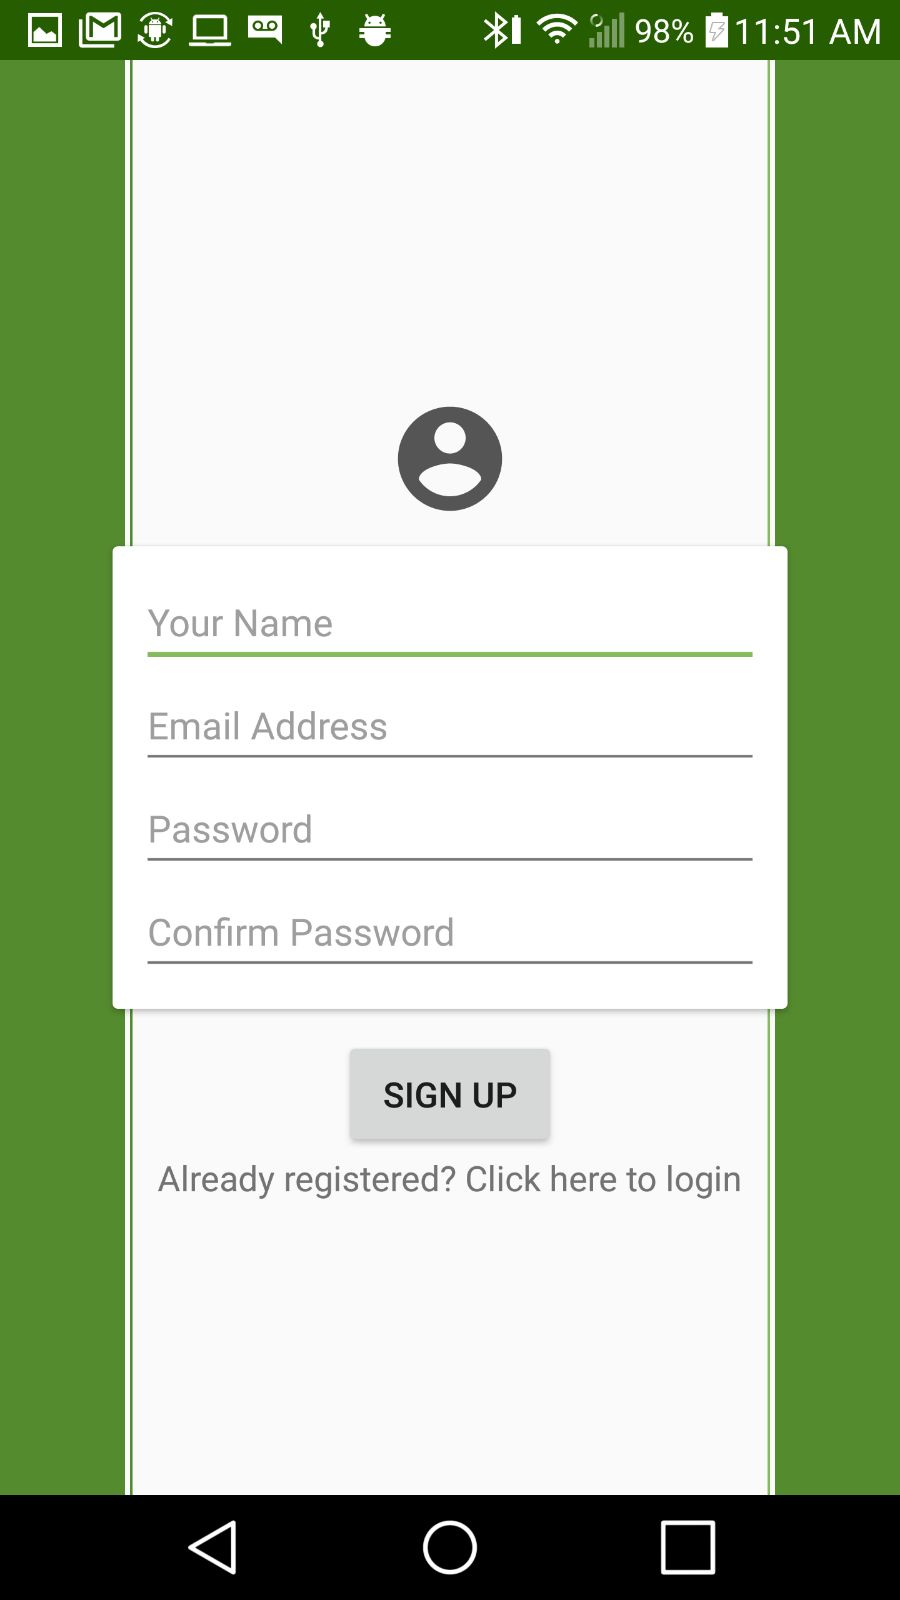 98% 11:51 AM
Your Name
Email Address
Password
Confirm Password
SIGN UP
Already registered? Click here to login